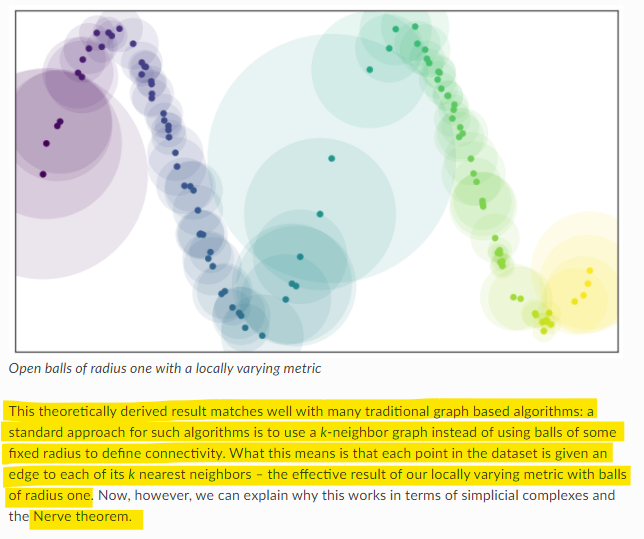 Open balls of radius one with a locally varying metric
This theoretically derived result matches well with many traditional graph based algorithms: a
standard approach for such algorithms is to use a k-neighbor graph instead of using balls of some
fixed radius to define connectivity. What this means is that each point in the dataset is given an
edge to each of its k nearest neighbors – the effective result of our locally varying metric with balls
of radius one. Now, however, we can explain why this works in terms of simplicial complexes and
the Nerve theorem.